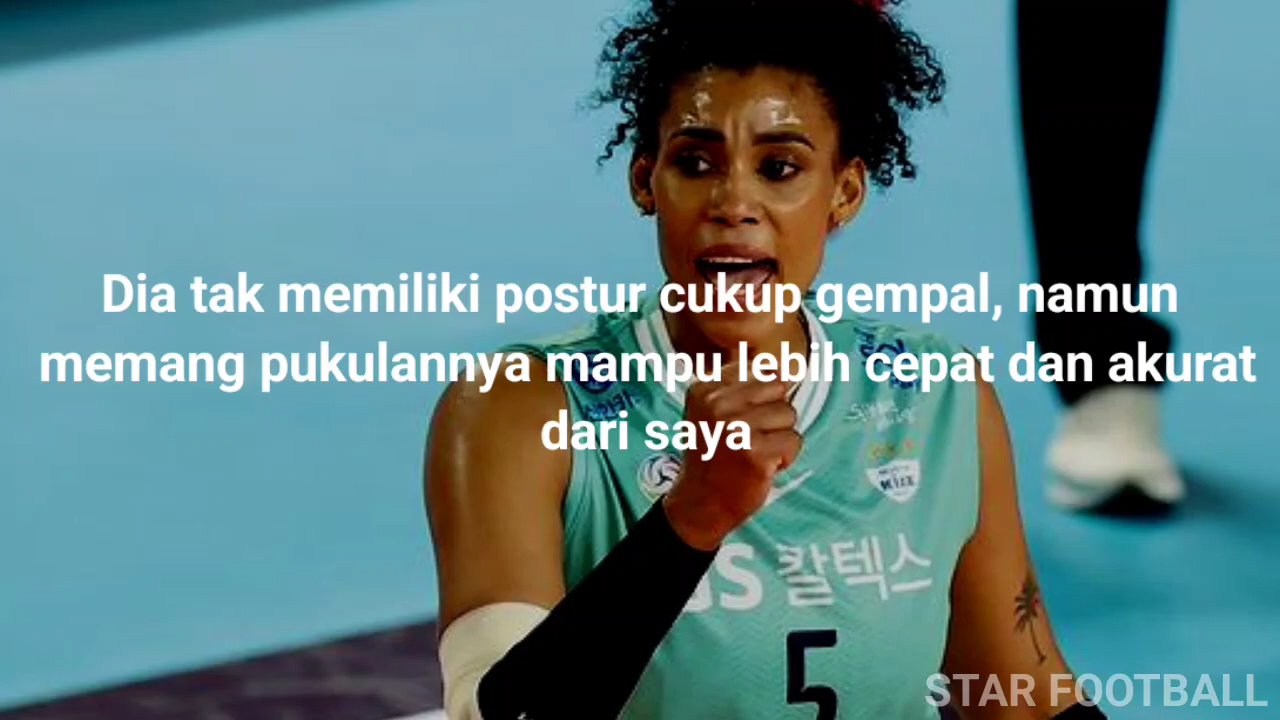 Dia tak memiliki postur cukup gempal, namun
memang pukulannya mampu lebih cepat dan akurat
dari saya
GS 칼텍스
5
STAR FOOTBALL